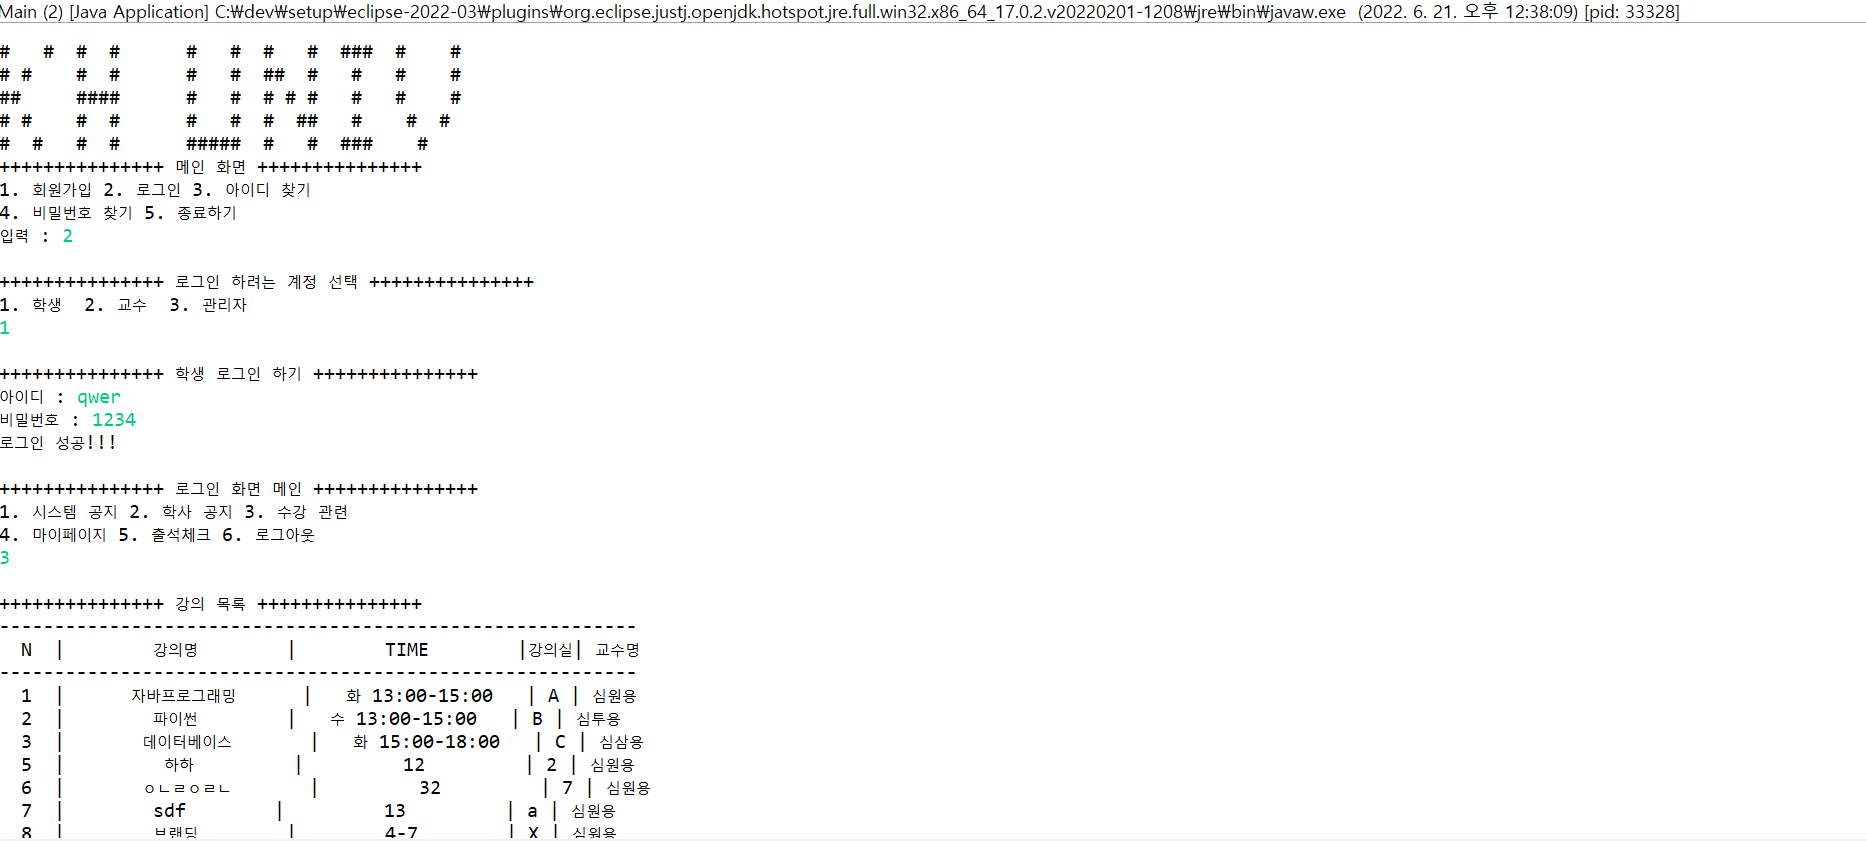 Main (2) [Java Application] C:₩dev₩setup₩eclipse-2022-03₩plugins₩org.eclipse.justj.openjdk.hotspot.jre.full.win32.x86_64_17.0.2.v20220201-1208₩jre₩bin₩javaw.exe (2022. 6. 21. 오후 12:38:09) [pid: 33328]
#   #  #  #      #   #  #   #  ###  #    #
# #    #  #      #   #  ##  #   #   #    #
##     ####      #   #  # # #   #   #    #
# #    #  #      #   #  #  ##   #    #  #
#  #   #  #      #####  #   #  ###    #
+++++++++++++++ 메인 화면 +++++++++++++++
1. 회원가입 2. 로그인 3. 아이디 찾기
4. 비밀번호 찾기 5. 종료하기
입력 : 2
+++++++++++++++ 로그인 하려는 계정 선택 +++++++++++++++
1. 학생  2. 교수  3. 관리자
1
+++++++++++++++ 학생 로그인 하기 +++++++++++++++
아이디 : qwer
비밀번호 : 1234
로그인 성공!!!
+++++++++++++++ 로그인 화면 메인 +++++++++++++++
1. 시스템 공지 2. 학사 공지 3. 수강 관련
4. 마이페이지 5. 출석체크 6. 로그아웃
3
+++++++++++++++ 강의 목록 +++++++++++++++
----------------------------------------------------------
N | 강의명 | TIME |강의실| 교수명
----------------------------------------------------------
1 | 자바프로그래밍 | 화 13:00-15:00 | A | 심원용
2 | 파이썬 | 수 13:00-15:00 | B | 심투용
3 | 데이터베이스 | 화 15:00-18:00 | C | 심삼용
5 | 하하 | 12 | 2 | 심원용
6 | ㅇㄴㄹㅇㄹㄴ | 32 | 7 | 심원용
7 | sdf | 13 | a | 심원용
8 | 브랜딩 | 4-7 | X | 심원용